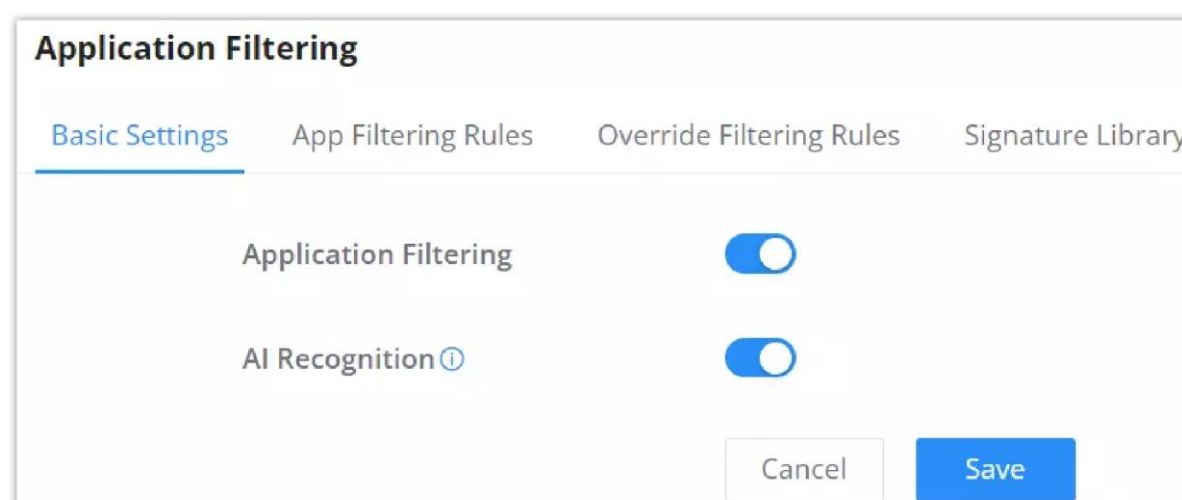 Application Filtering
Basic Settings App Filtering Rules Override Filtering Rules Signature Library
Application Filtering
AI Recognition
Cancel Save